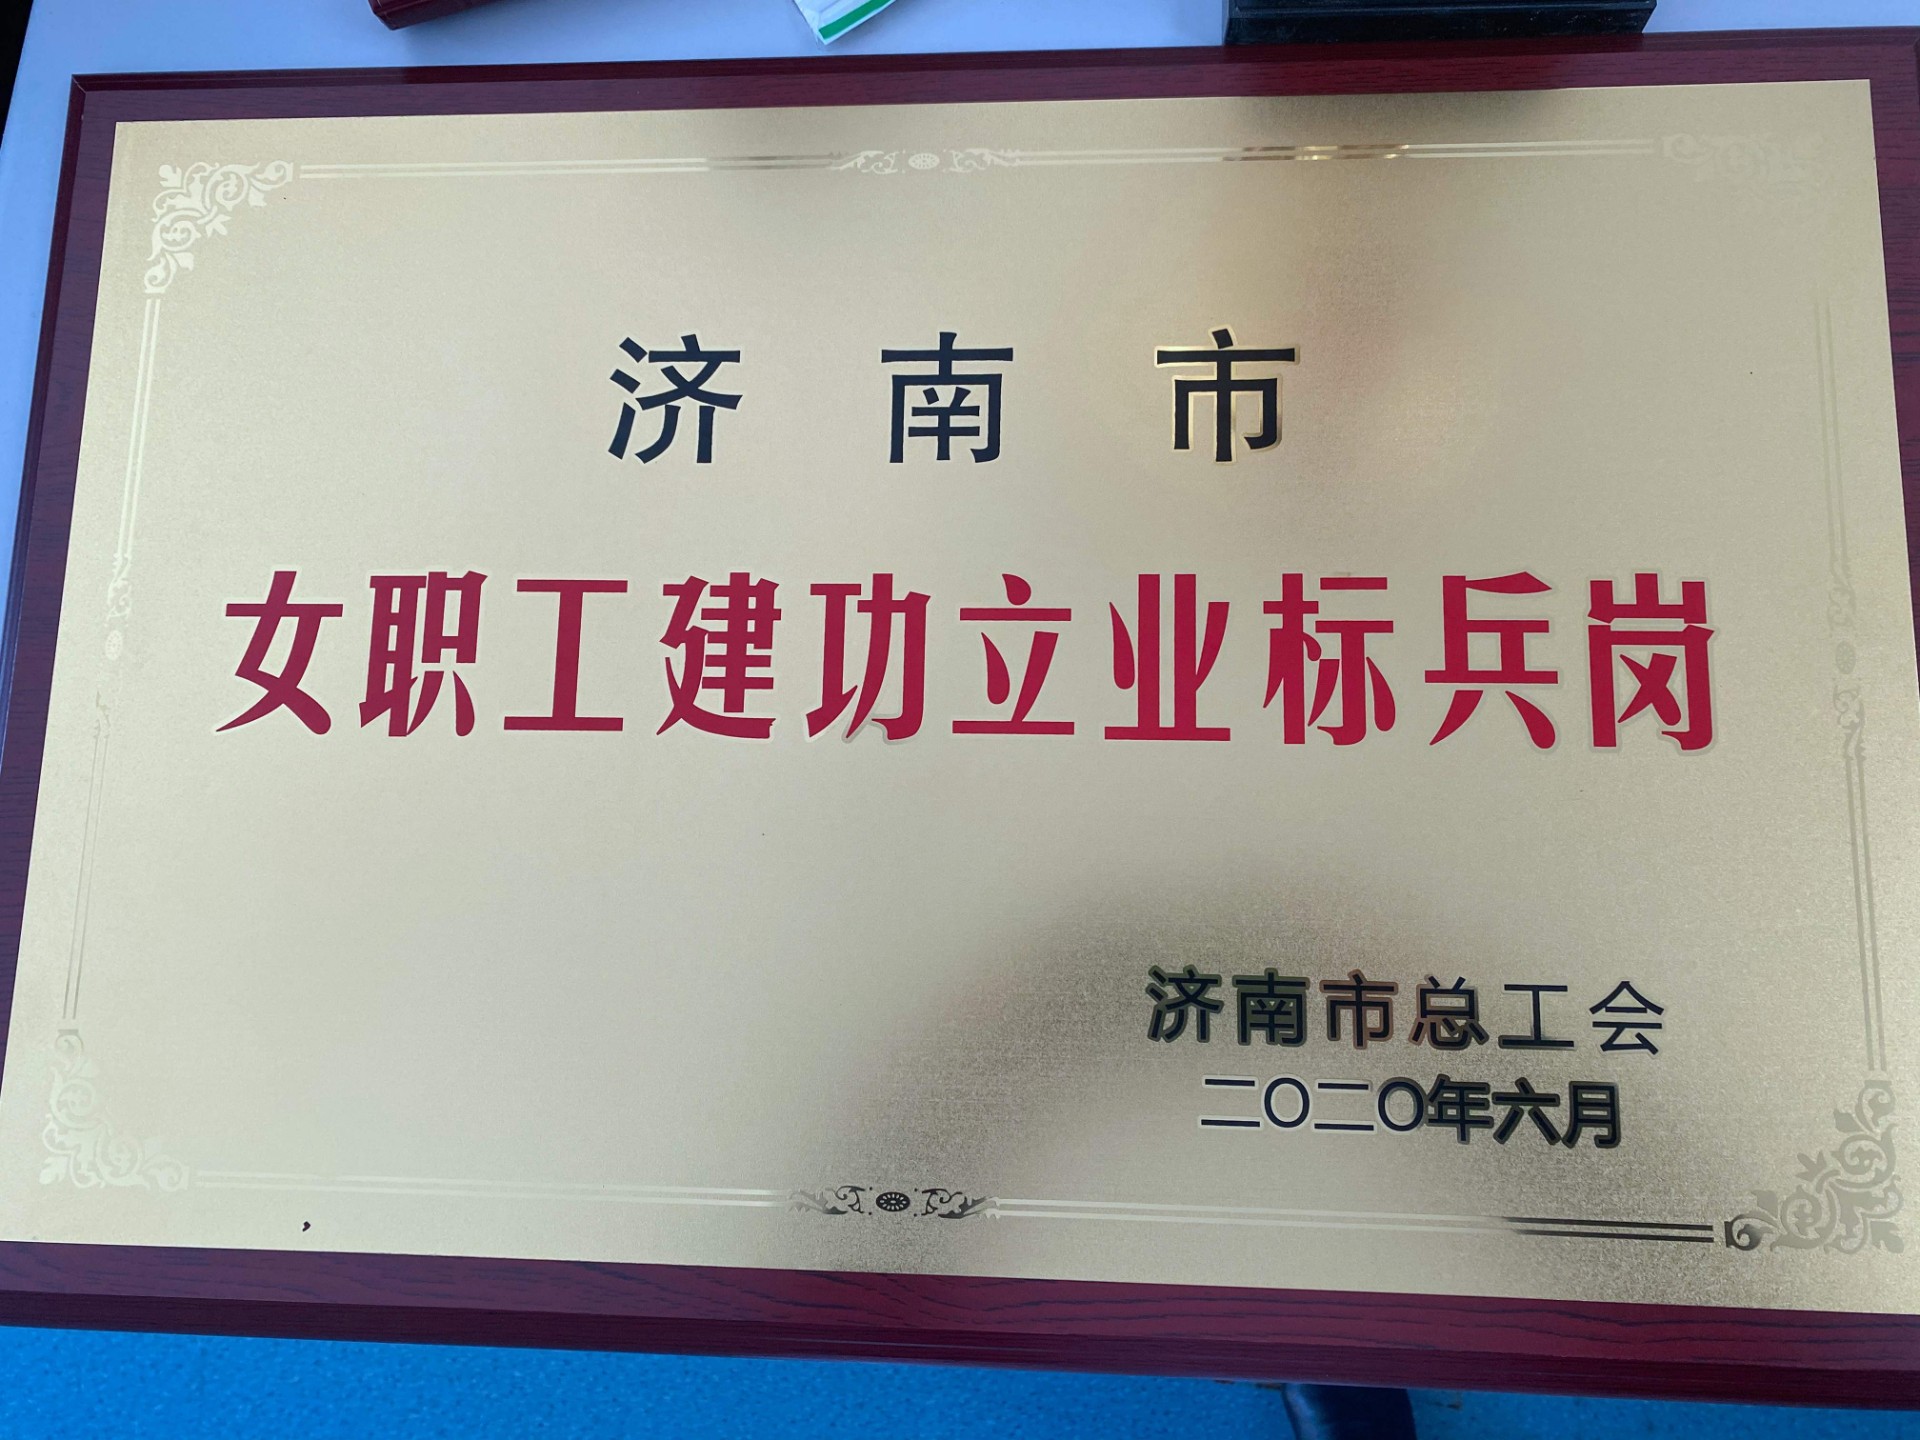 济南市
女职工建功立业标兵岗
济南市总工会
二〇二〇年六月